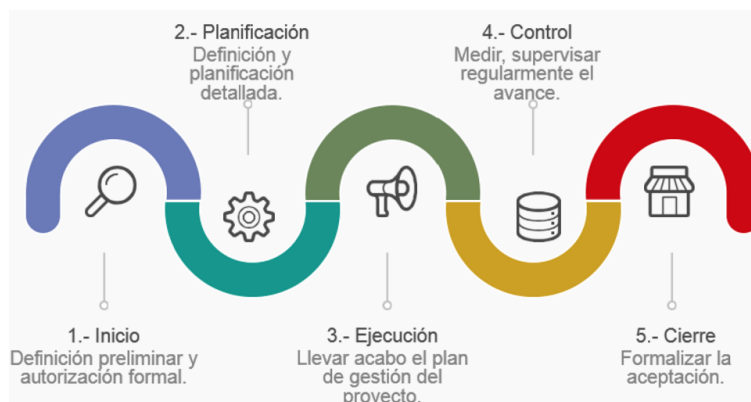 1.- Inicio
Definición preliminar y
autorización formal.
2.- Planificación
Definición y
planificación
detallada.
3.- Ejecución
Llevar acabo el plan
de gestión del
proyecto.
4.- Control
Medir, supervisar
regularmente el
avance.
5.- Cierre
Formalizar la
aceptación.